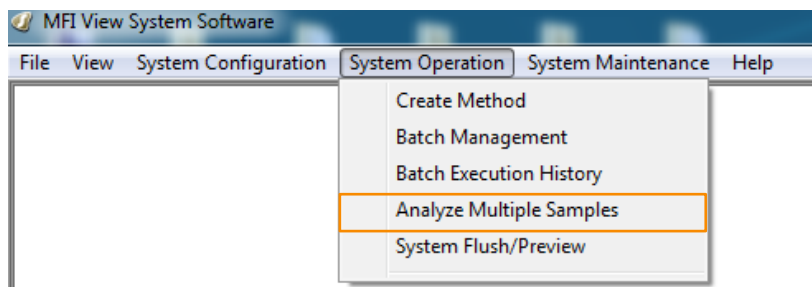 MFI View System Software
File View System Configuration System Operation System Maintenance Help
Create Method
Batch Management
Batch Execution History
Analyze Multiple Samples
System Flush/Preview